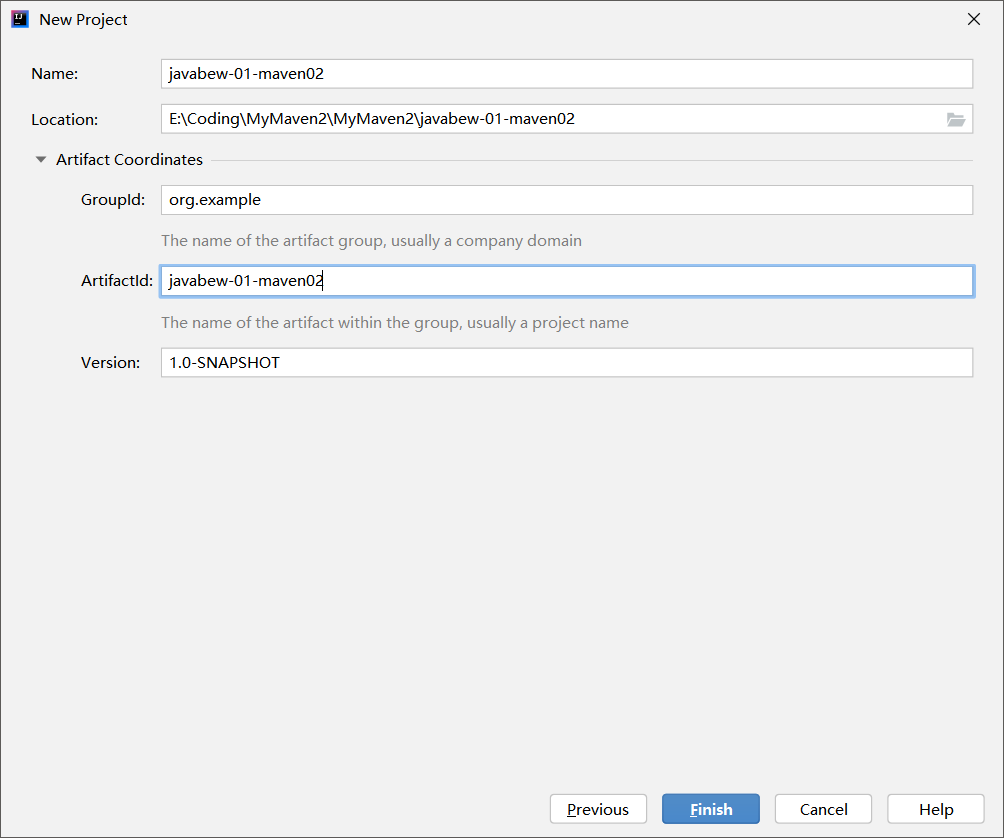 New Project
Name: javabew-01-maven02
Location: E:\Coding\MyMaven2\MyMaven2\javabew-01-maven02
Artifact Coordinates
GroupId: org.example
The name of the artifact group, usually a company domain
ArtifactId: javabew-01-maven02
The name of the artifact within the group, usually a project name
Version: 1.0-SNAPSHOT
Previous Finish Cancel Help